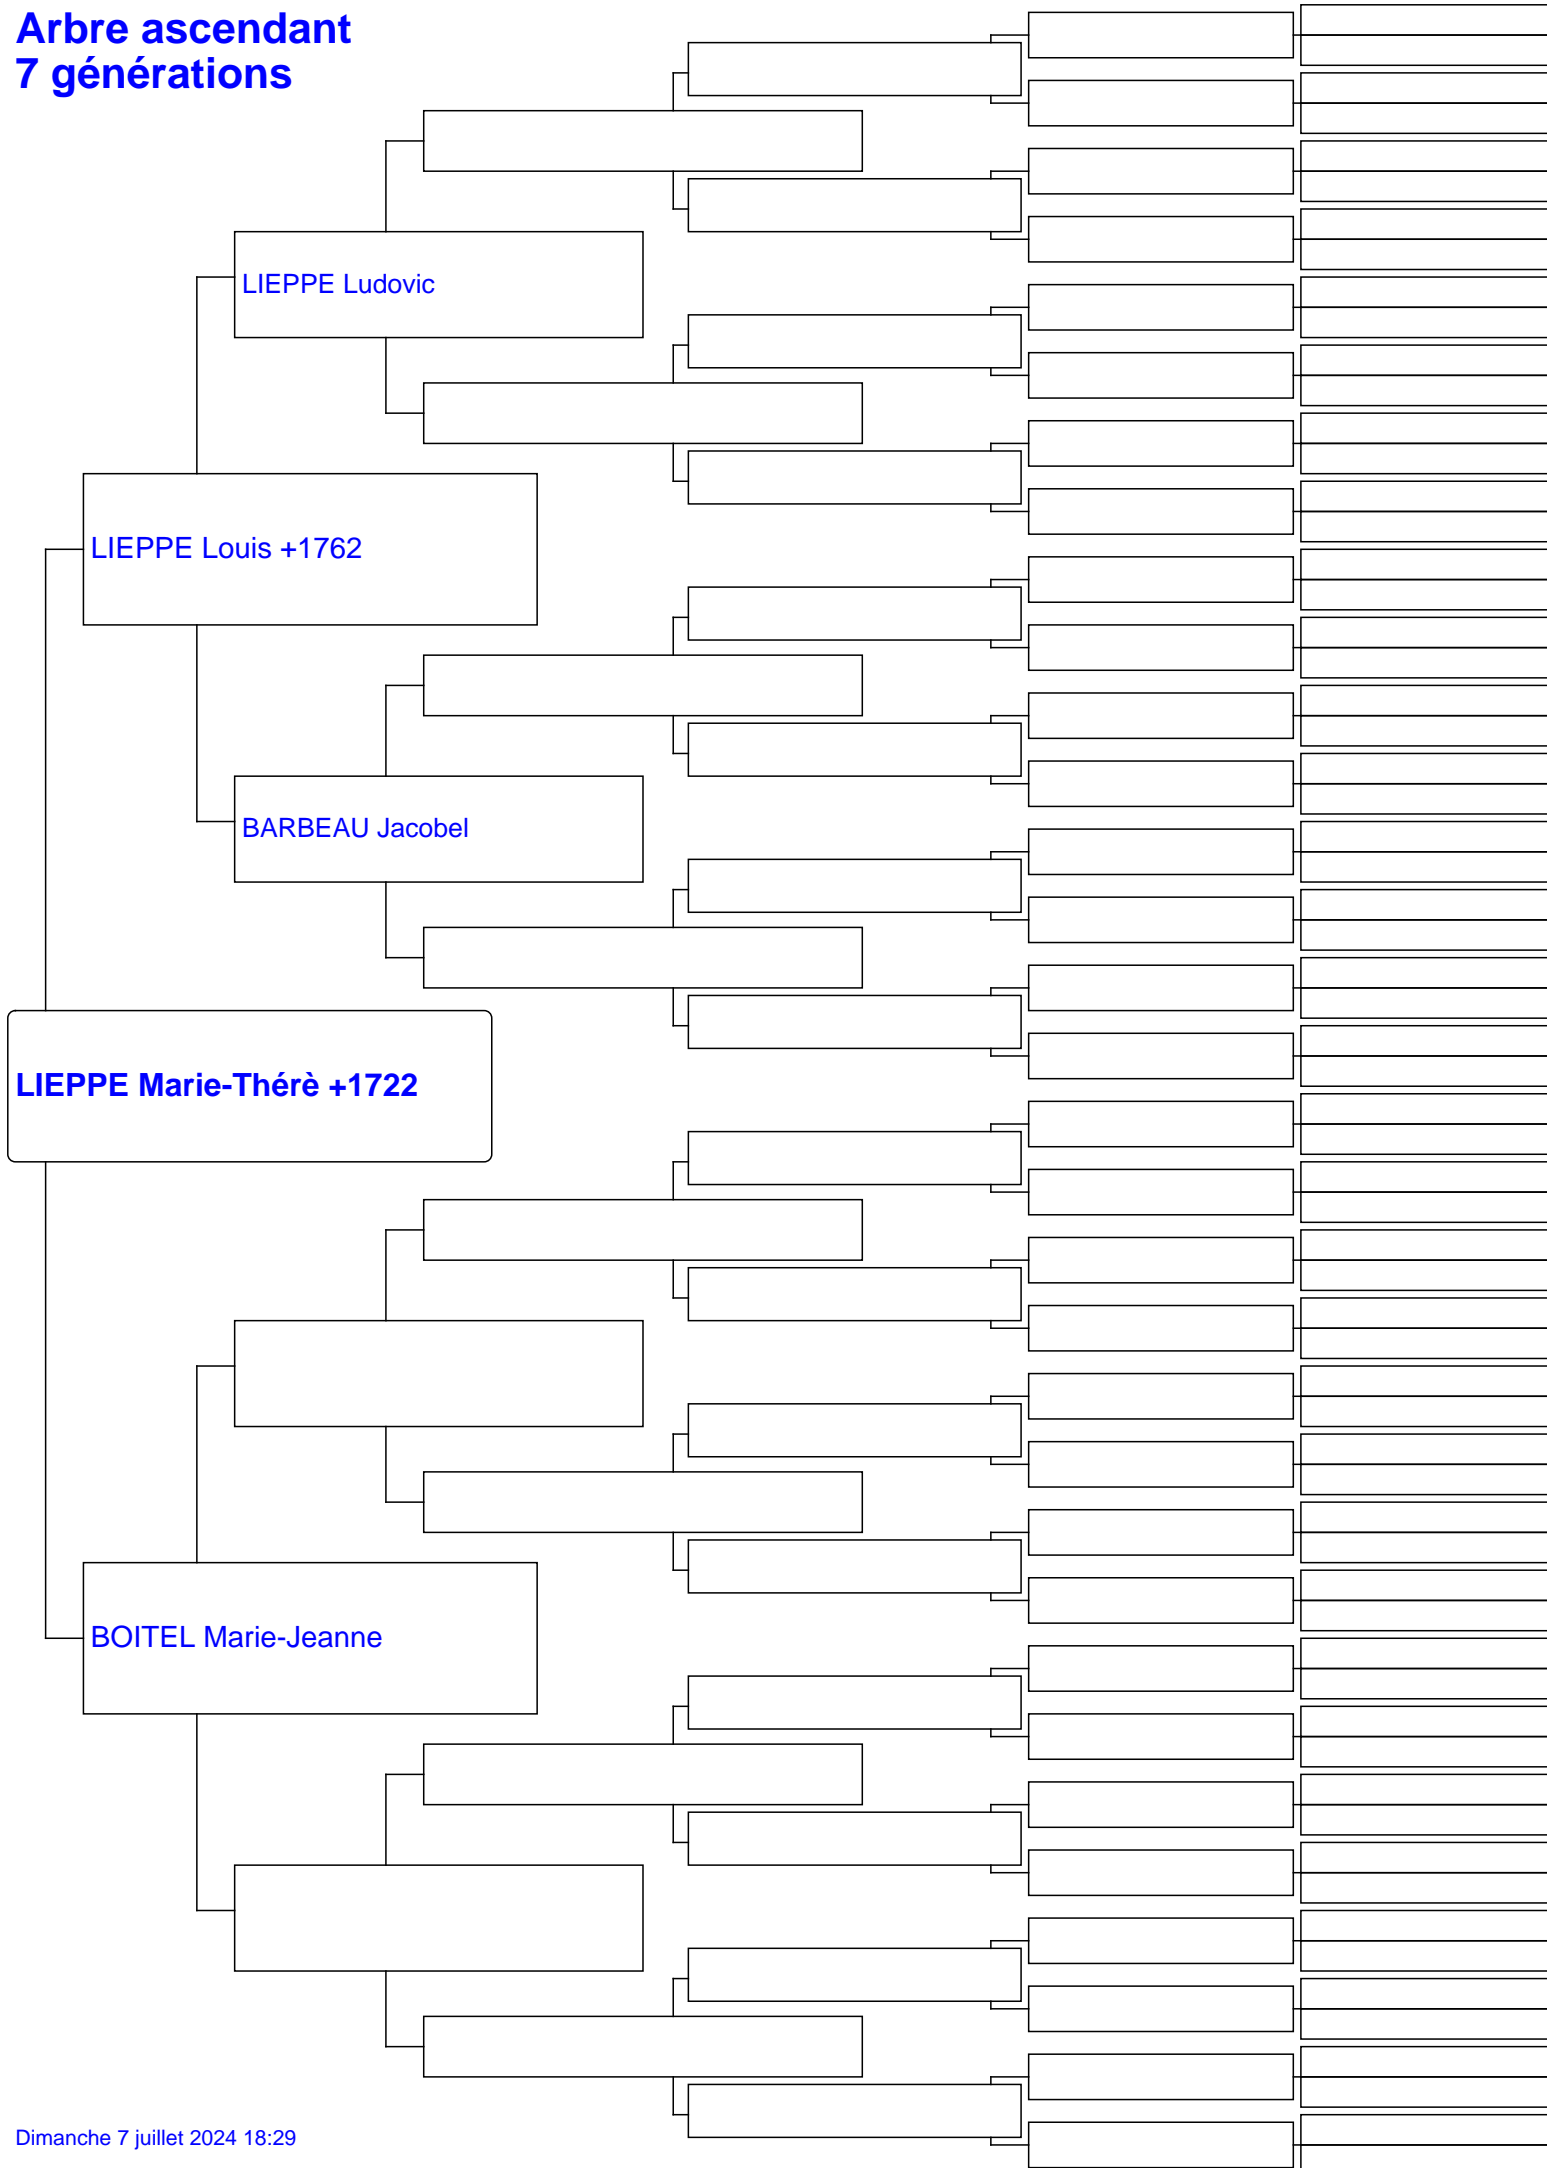 Arbre ascendant
7 générations
LIEPPE Ludovic
LIEPPE Louis +1762
BARBEAU Jacobel
LIEPPE Marie-Thérè +1722
BOITEL Marie-Jeanne
Dimanche 7 juillet 2024 18:29